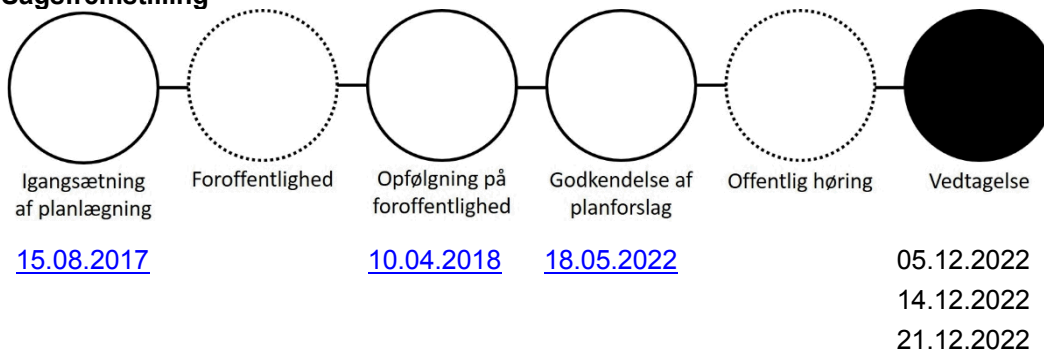 Sagsfremstilling
Igangsætning
af planlægning
Foroffentlighed
Opfølgning på
foroffentlighed
Godkendelse af
planforslag
Offentlig høring
Vedtagelse
15.08.2017
10.04.2018
18.05.2022
05.12.2022
14.12.2022
21.12.2022